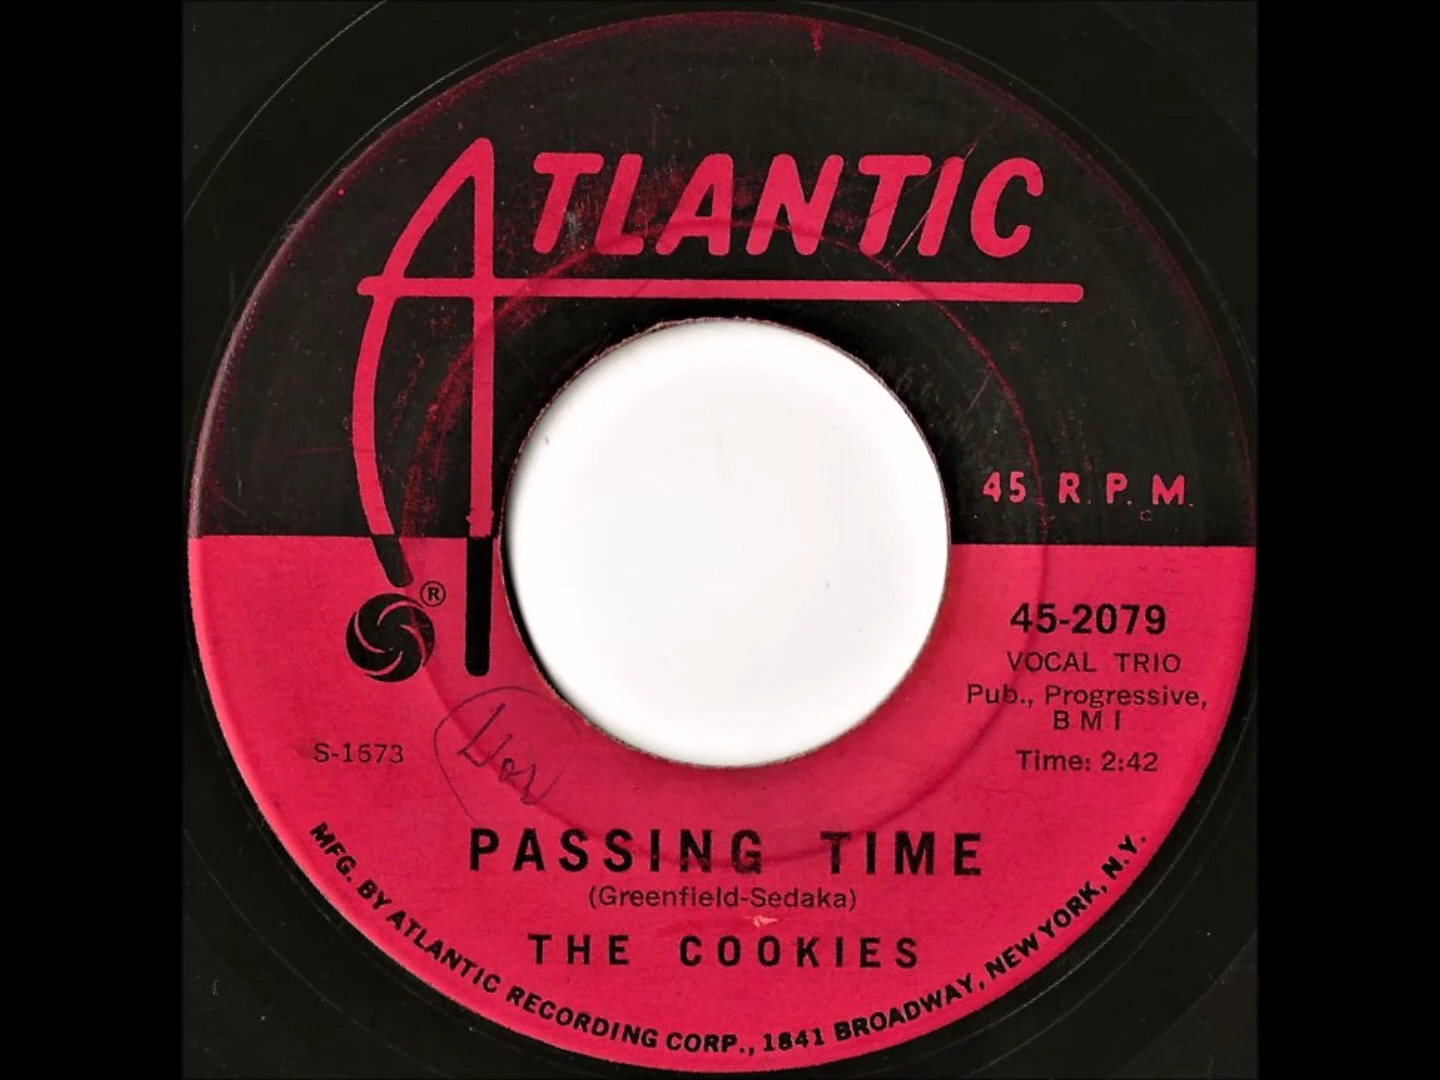 ATLANTIC
45 R.P.M.
®
45-2079
VOCAL TRIO
Pub., Progressive,
BMI
S-1673
Time: 2:42
PASSING TIME
(Greenfield-Sedaka)
THE COOKIES
MFG. BY ATLANTIC RECORDING CORP., 1841 BROADWAY, NEW YORK, N.Y.